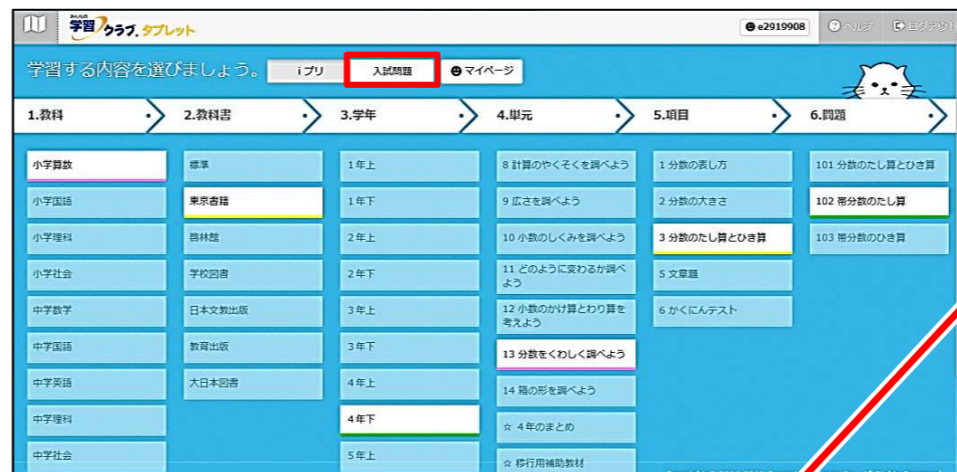 みんなの
学習クラブ タブレット
e2919908
ヘルプ
ログアウト
学習する内容を選びましょう。
iプリ
入試問題
マイページ
1.教科
2.教科書
3.学年
4.単元
5.項目
6.問題
小学算数
標準
1年上
8 計算のやくそくを調べよう
1 分数の表し方
101 分数のたし算とひき算
小学国語
東京書籍
1年下
9 広さを調べよう
2 分数の大きさ
102 帯分数のたし算
小学理科
啓林館
2年上
10 小数のしくみを調べよう
3 分数のたし算とひき算
103 帯分数のひき算
小学社会
学校図書
2年下
11 どのように変わるか調べ
よう
5 文章題
中学数学
日本文教出版
3年上
12 小数のかけ算とわり算を
考えよう
6 かくにんテスト
中学国語
教育出版
3年下
13 分数をくわしく調べよう
中学英語
大日本図書
4年上
14 箱の形を調べよう
中学理科
4年下
☆ 4年のまとめ
中学社会
5年上
☆ 移行用補助教材